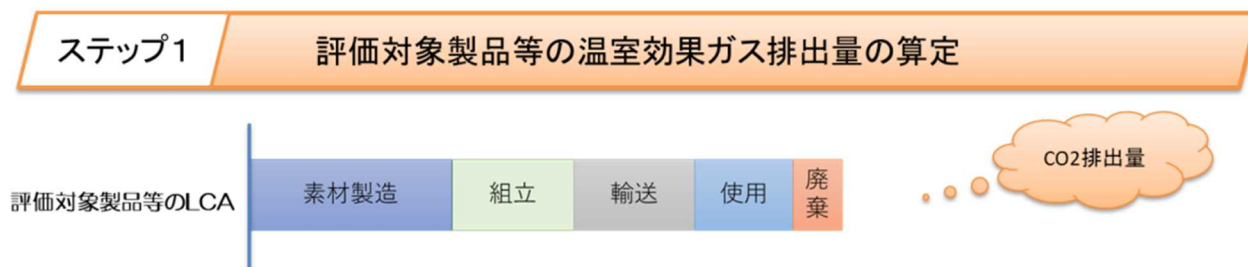 ステップ1
評価対象製品等の温室効果ガス排出量の算定
CO2排出量
評価対象製品等のLCA
素材製造
組立
輸送
使用
廃棄